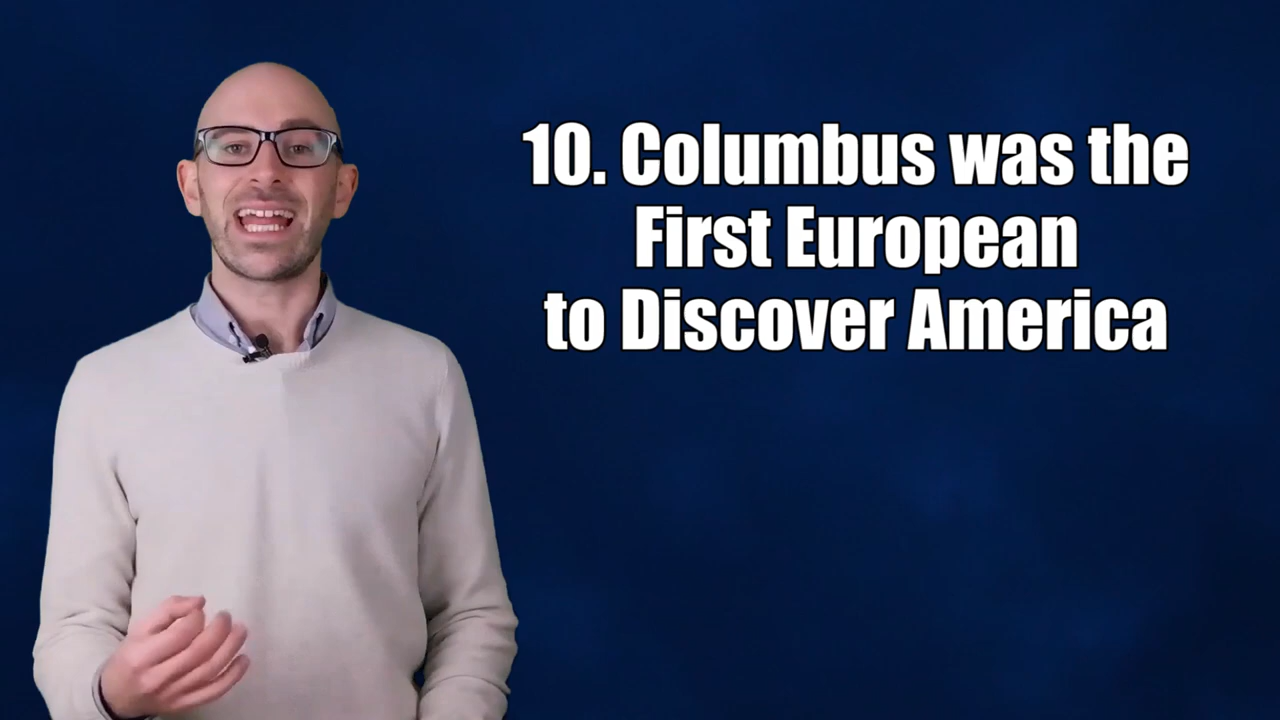 10. Columbus was the
First European
to Discover America